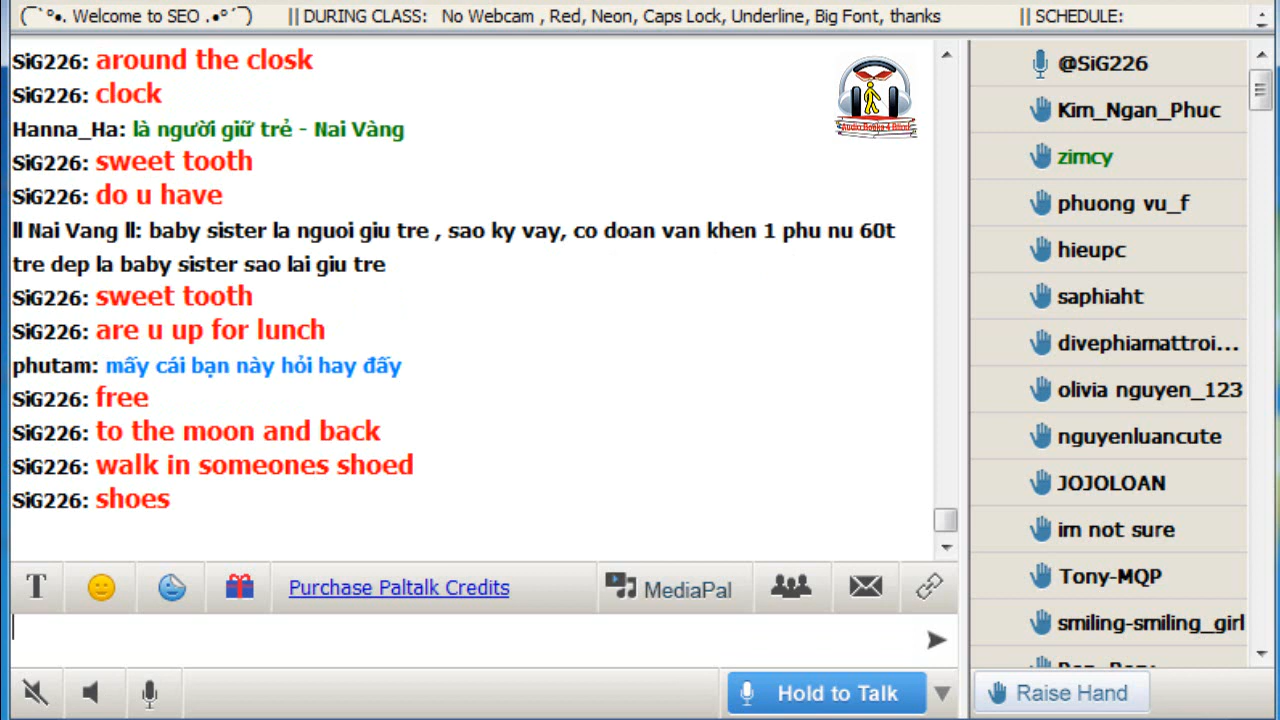 (¯`°•. Welcome to SEO .•°´¯) || DURING CLASS: No Webcam , Red, Neon, Caps Lock, Underline, Big Font, thanks || SCHEDULE:
SiG226: around the closk
SiG226: clock
Hanna_Ha: là người giữ trẻ - Nai Vàng
SiG226: sweet tooth
SiG226: do u have
ll Nai Vang ll: baby sister la nguoi giu tre , sao ky vay, co doan van khen 1 phu nu 60t
tre dep la baby sister sao lai giu tre
SiG226: sweet tooth
SiG226: are u up for lunch
phutam: mấy cái bạn này hỏi hay đấy
SiG226: free
SiG226: to the moon and back
SiG226: walk in someones shoed
SiG226: shoes
Audio Books 4 Blind
T Purchase Paltalk Credits MediaPal
Hold to Talk
@SiG226
Kim_Ngan_Phuc
zimcy
phuong vu_f
hieupc
saphiaht
divephiamattroi...
olivia nguyen_123
nguyenluancute
JOJOLOAN
im not sure
Tony-MQP
smiling-smiling_girl
Raise Hand